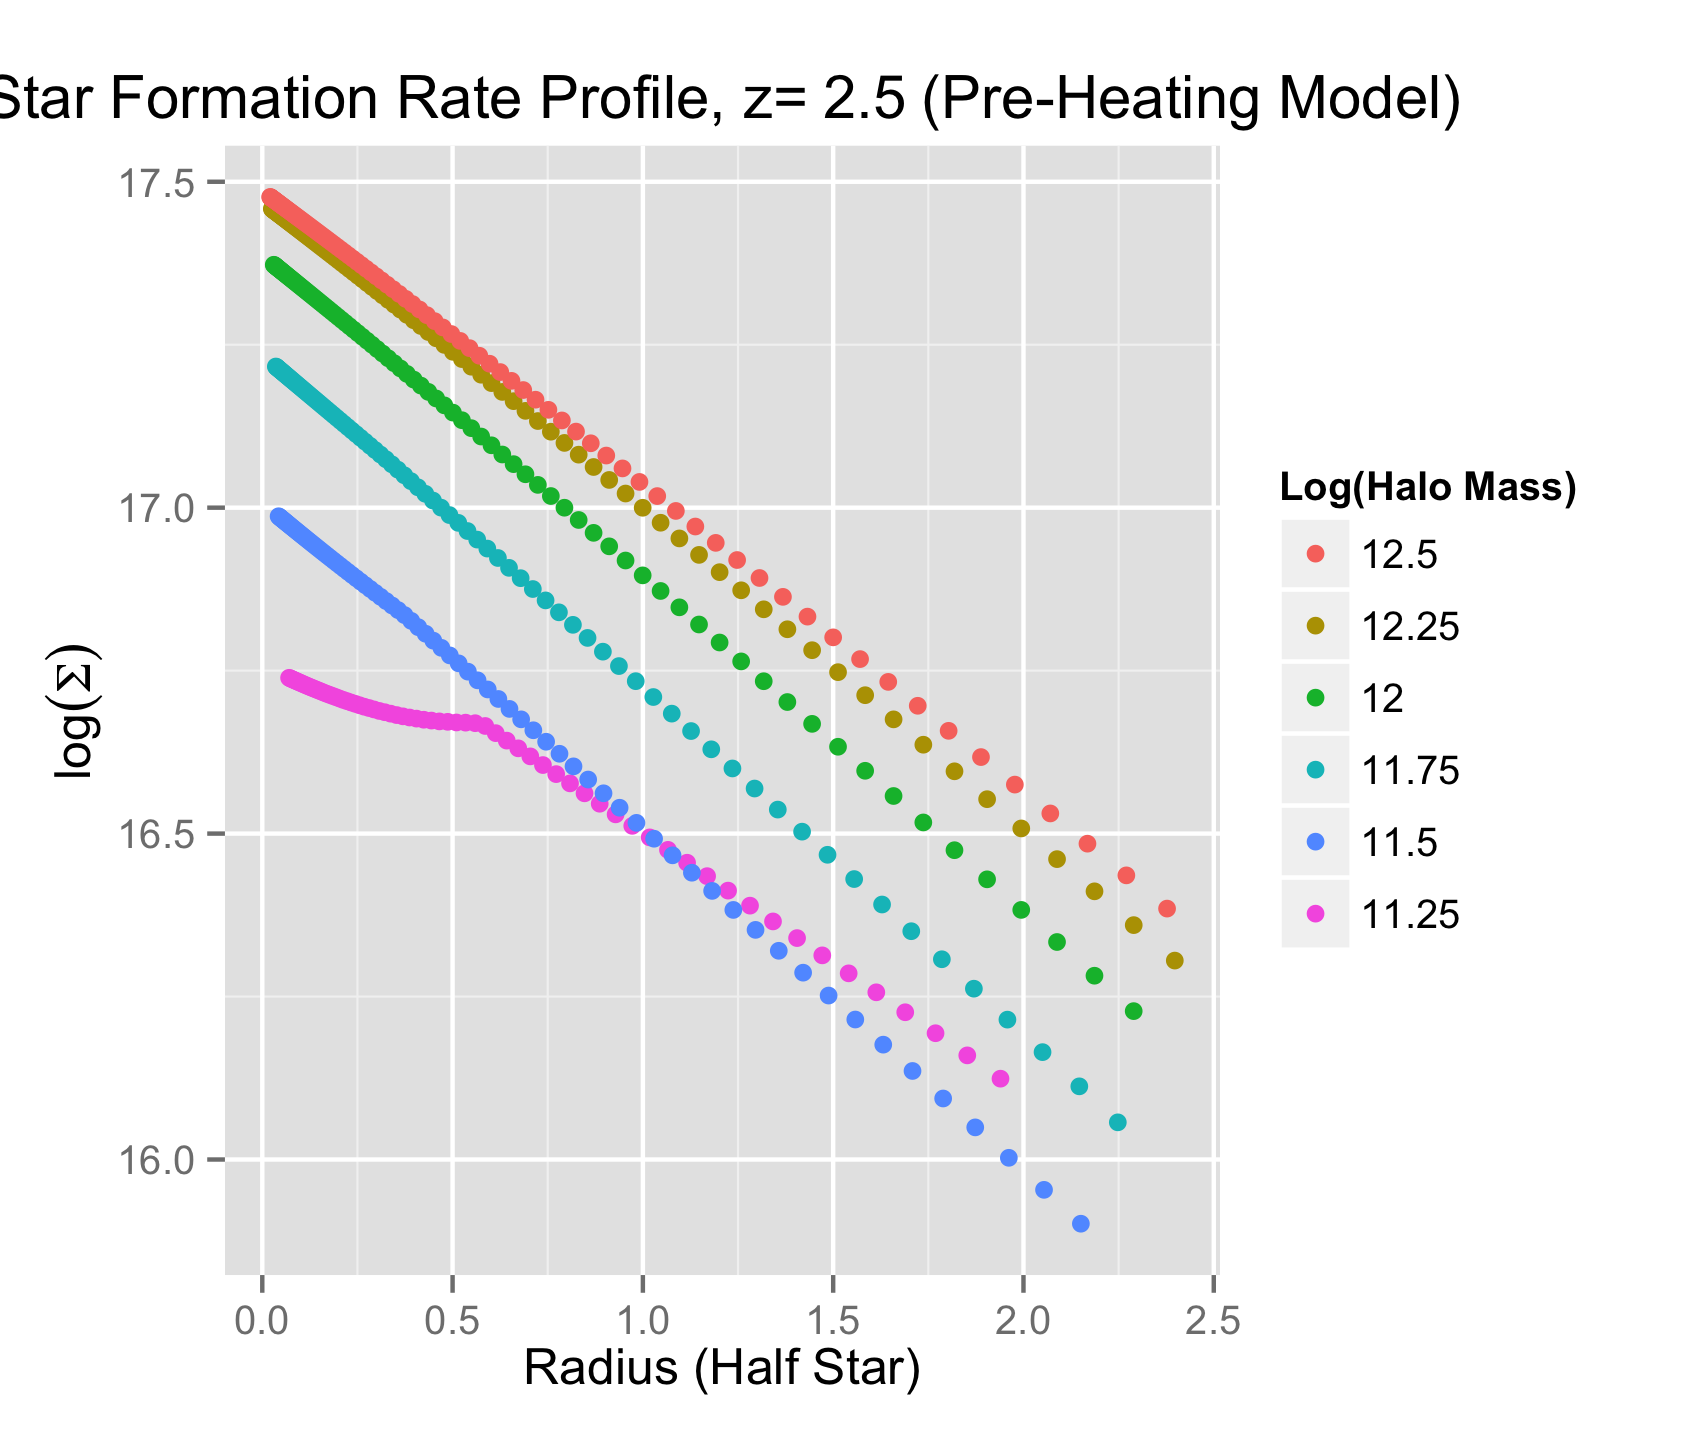 Star Formation Rate Profile, z= 2.5 (Pre-Heating Model)
17.5
17.0
16.5
16.0
log(Σ)
0.0 0.5 1.0 1.5 2.0 2.5
Radius (Half Star)
Log(Halo Mass)
12.5
12.25
12
11.75
11.5
11.25